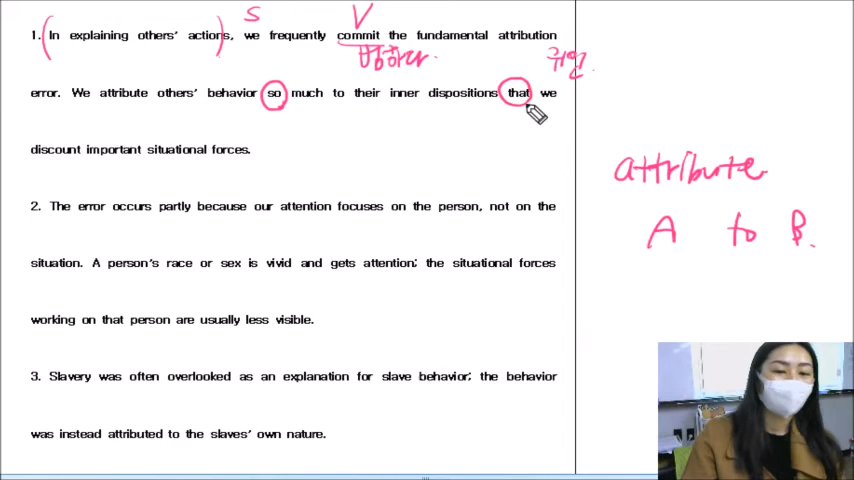 S V
1. In explaining others' actions, we frequently commit the fundamental attribution
범하다. 귀인.
error. We attribute others' behavior so much to their inner dispositions that we
discount important situational forces.
attribute
A to B.
2. The error occurs partly because our attention focuses on the person, not on the
situation. A person's race or sex is vivid and gets attention; the situational forces
working on that person are usually less visible.
3. Slavery was often overlooked as an explanation for slave behavior; the behavior
was instead attributed to the slaves' own nature.